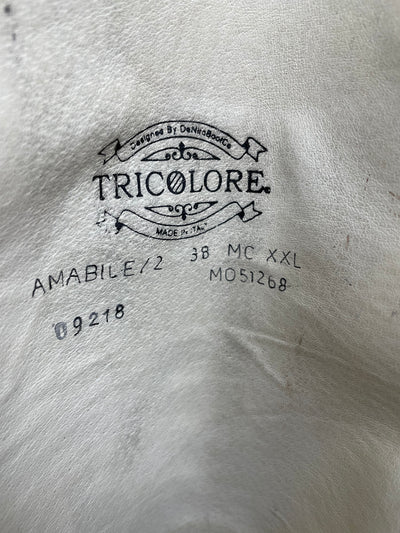 Designed By DeNiroBootCo
TRICOLORE
MADE IN ITALY
AMABILE/2 38 MC XXL
MO51268
09218